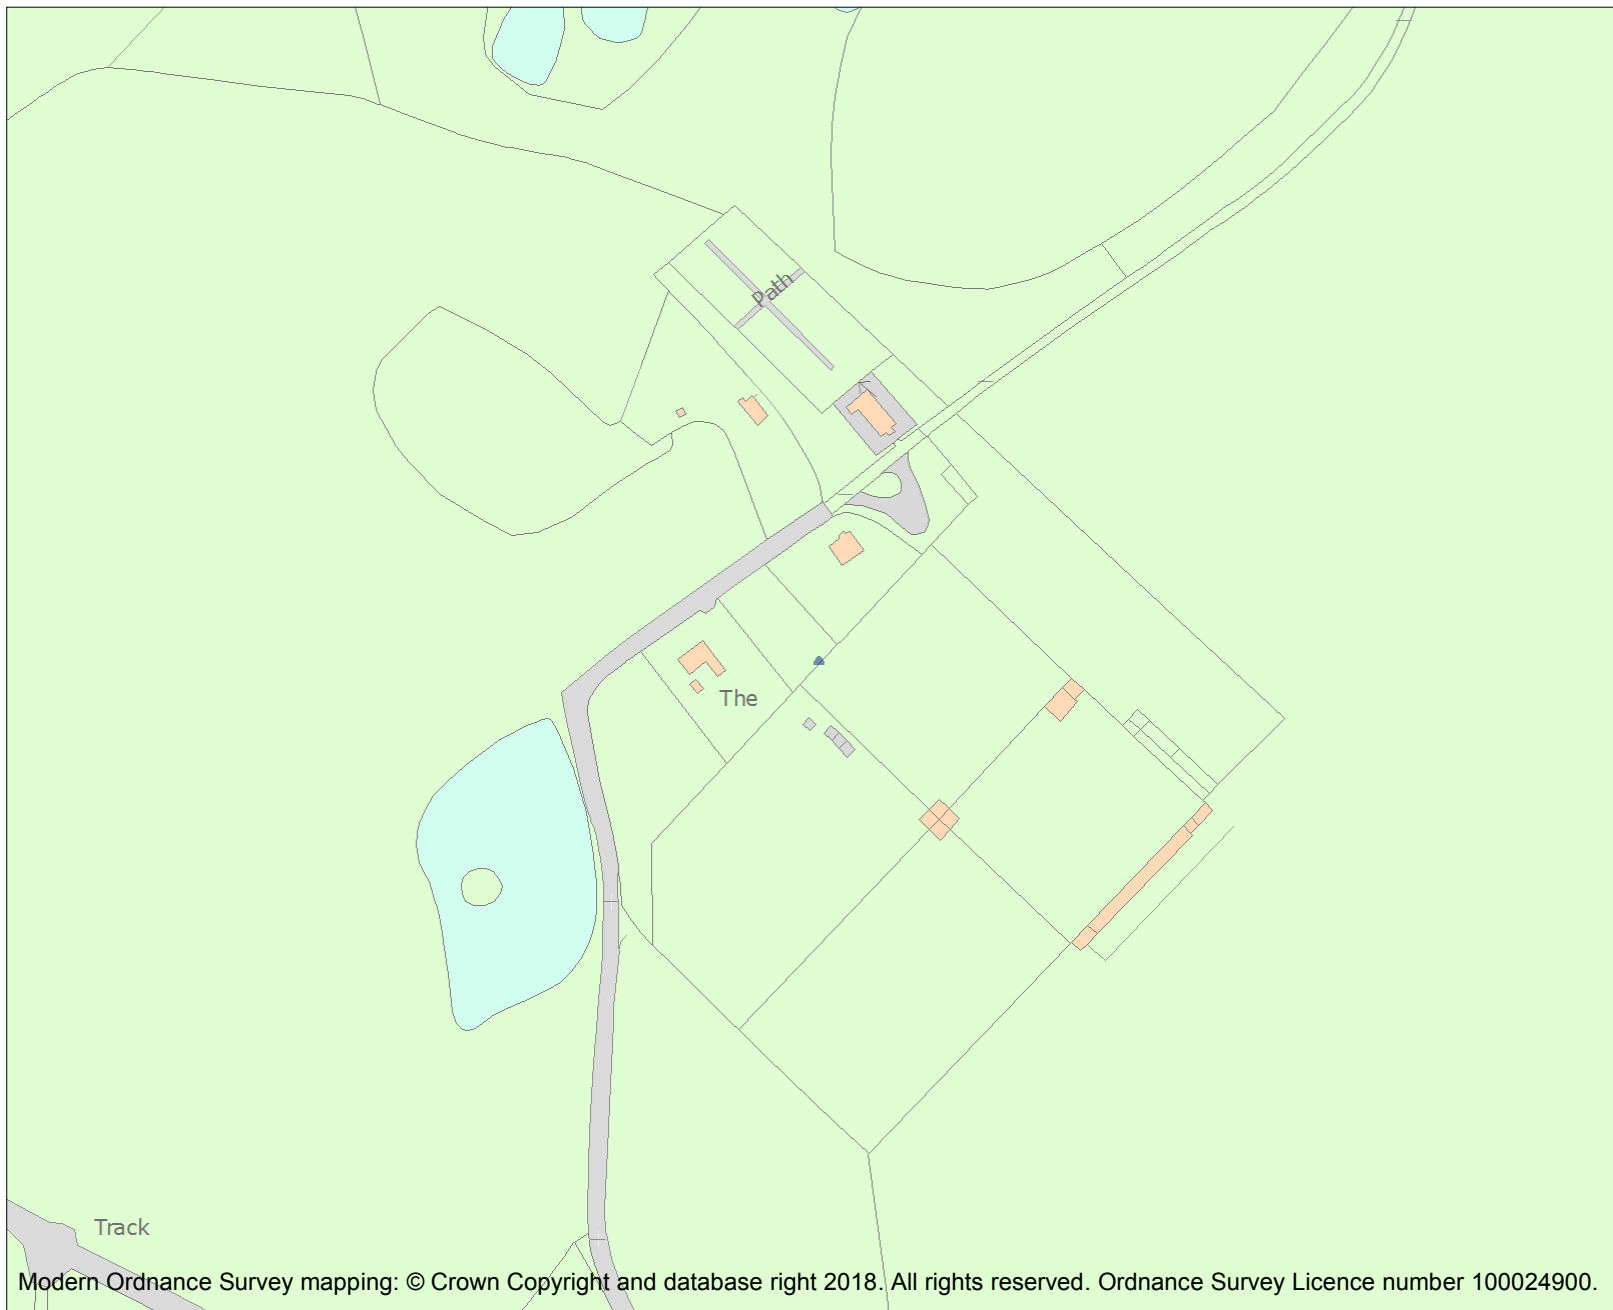 Path
The
Track
Modern Ordnance Survey mapping: © Crown Copyright and database right 2018. All rights reserved. Ordnance Survey Licence number 100024900.